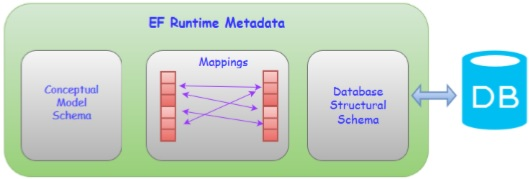 EF Runtime Metadata
Conceptual
Model
Schema
Mappings
Database
Structural
Schema
DB